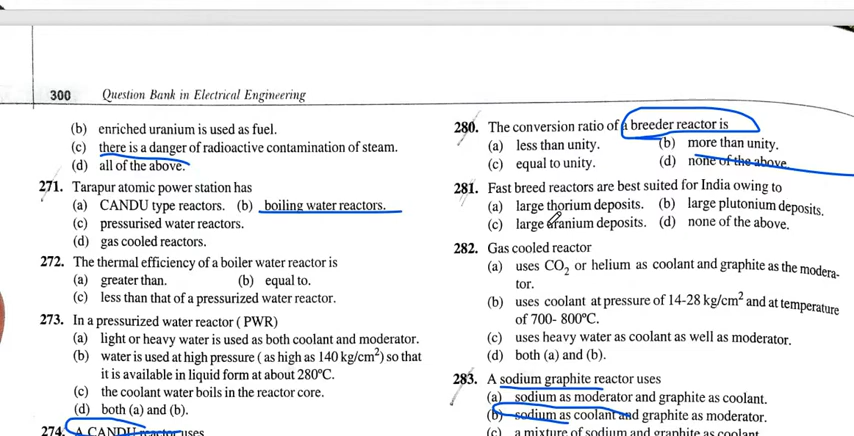 300 Question Bank in Electrical Engineering
(b) enriched uranium is used as fuel.
(c) there is a danger of radioactive contamination of steam.
(d) all of the above.
271. Tarapur atomic power station has
(a) CANDU type reactors. (b) boiling water reactors.
(c) pressurised water reactors.
(d) gas cooled reactors.
272. The thermal efficiency of a boiler water reactor is
(a) greater than. (b) equal to.
(c) less than that of a pressurized water reactor.
273. In a pressurized water reactor ( PWR)
(a) light or heavy water is used as both coolant and moderator.
(b) water is used at high pressure ( as high as 140 kg/cm²) so that
it is available in liquid form at about 280°C.
(c) the coolant water boils in the reactor core.
(d) both (a) and (b).
274. A CANDU reactor uses
280. The conversion ratio of a breeder reactor is
(a) less than unity. (b) more than unity.
(c) equal to unity. (d) none of the above.
281. Fast breed reactors are best suited for India owing to
(a) large thorium deposits. (b) large plutonium deposits.
(c) large uranium deposits. (d) none of the above.
282. Gas cooled reactor
(a) uses CO₂ or helium as coolant and graphite as the modera-
tor.
(b) uses coolant at pressure of 14-28 kg/cm² and at temperature
of 700- 800°C.
(c) uses heavy water as coolant as well as moderator.
(d) both (a) and (b).
283. A sodium graphite reactor uses
(a) sodium as moderator and graphite as coolant.
(b) sodium as coolant and graphite as moderator.
(c) a mixture of sodium and graphite as coolant